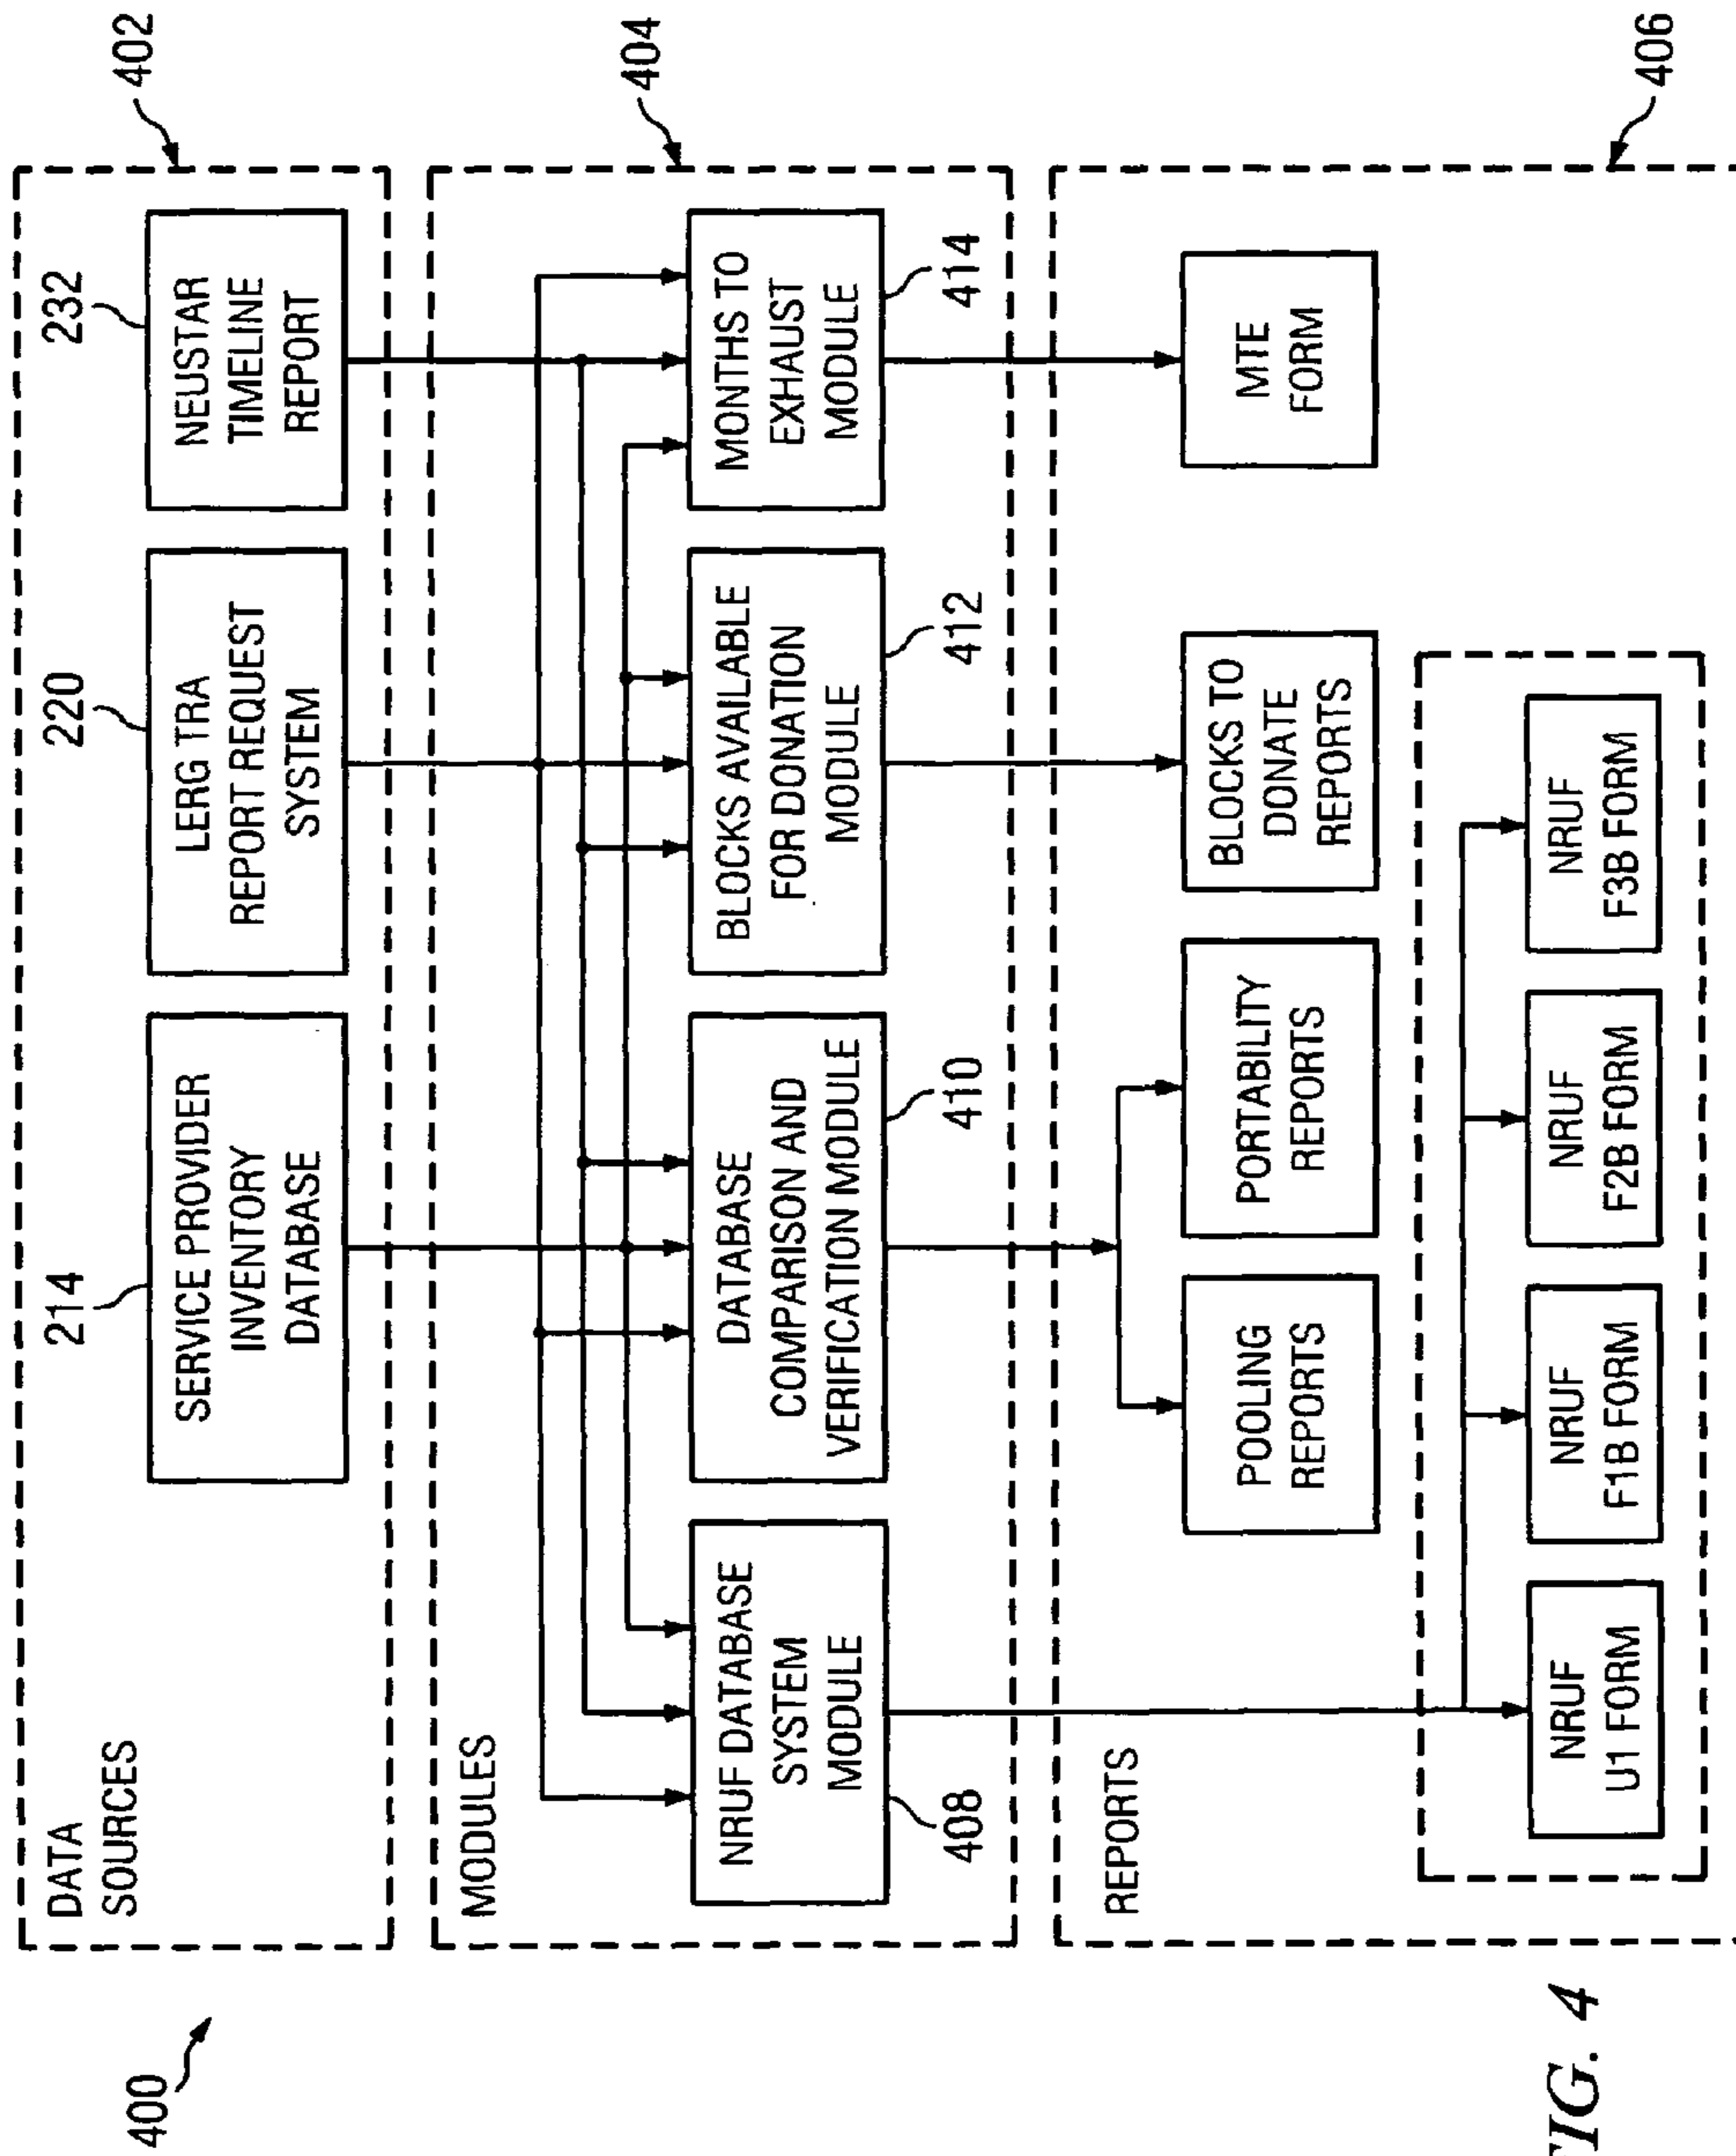 400
DATA
SOURCES
402
214
SERVICE PROVIDER
INVENTORY
DATABASE
220
LERG TRA
REPORT REQUEST
SYSTEM
232
NEUSTAR
TIMELINE
REPORT
MODULES
404
NRUF DATABASE
SYSTEM
MODULE
408
DATABASE
COMPARISON AND
VERIFICATION MODULE
410
BLOCKS AVAILABLE
FOR DONATION
MODULE
412
MONTHS TO
EXHAUST
MODULE
414
REPORTS
406
POOLING
REPORTS
PORTABILITY
REPORTS
BLOCKS TO
DONATE
REPORTS
MTE
FORM
NRUF
U1 FORM
NRUF
F1B FORM
NRUF
F2B FORM
NRUF
F3B FORM
FIG. 4